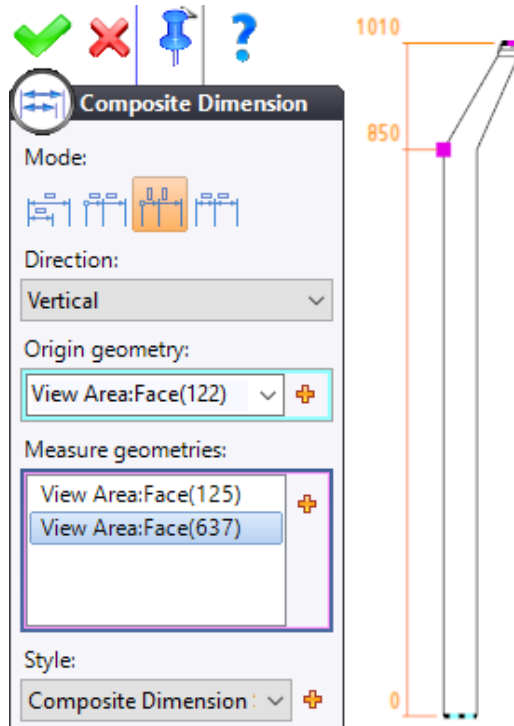 Composite Dimension
Mode:
Direction:
Vertical
Origin geometry:
View Area:Face(122)
Measure geometries:
View Area:Face(125)
View Area:Face(637)
Style:
Composite Dimension
1010
850
0